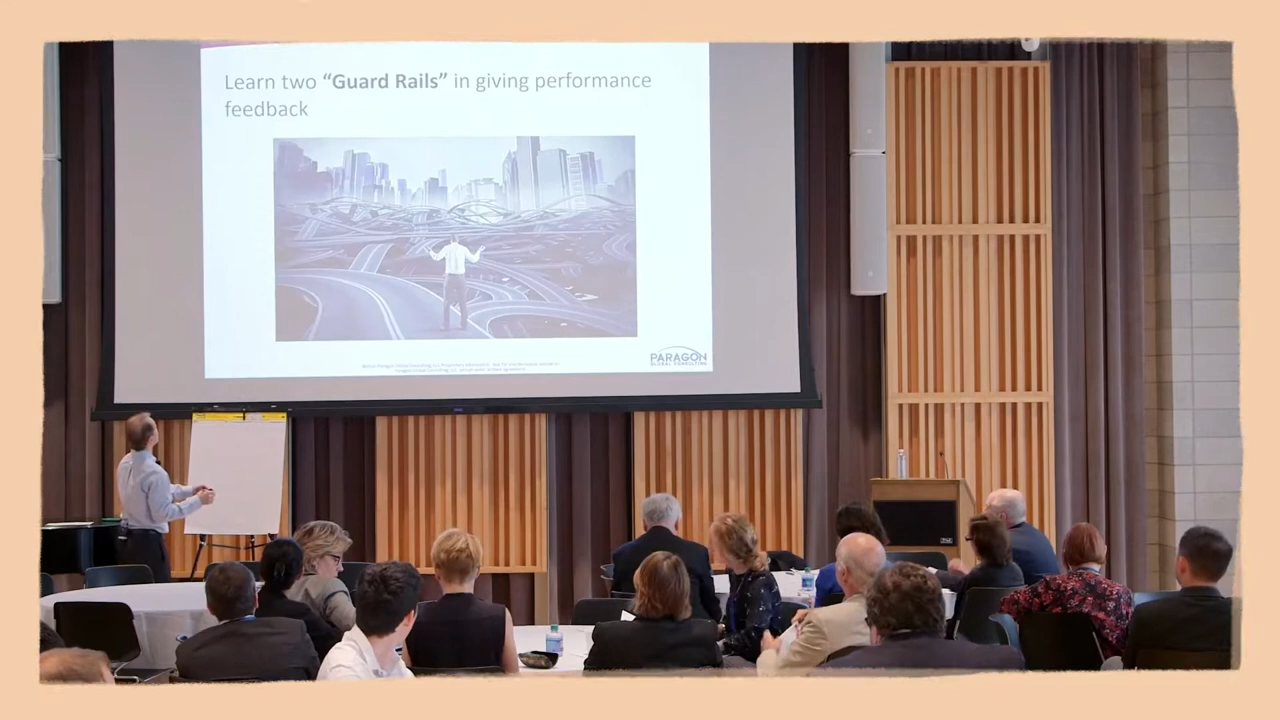 Learn two “Guard Rails” in giving performance
feedback
PARAGON
GLOBAL CONSULTING